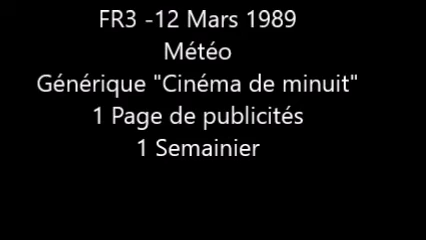 FR3 -12 Mars 1989
Météo
Générique "Cinéma de minuit"
1 Page de publicités
1 Semainier